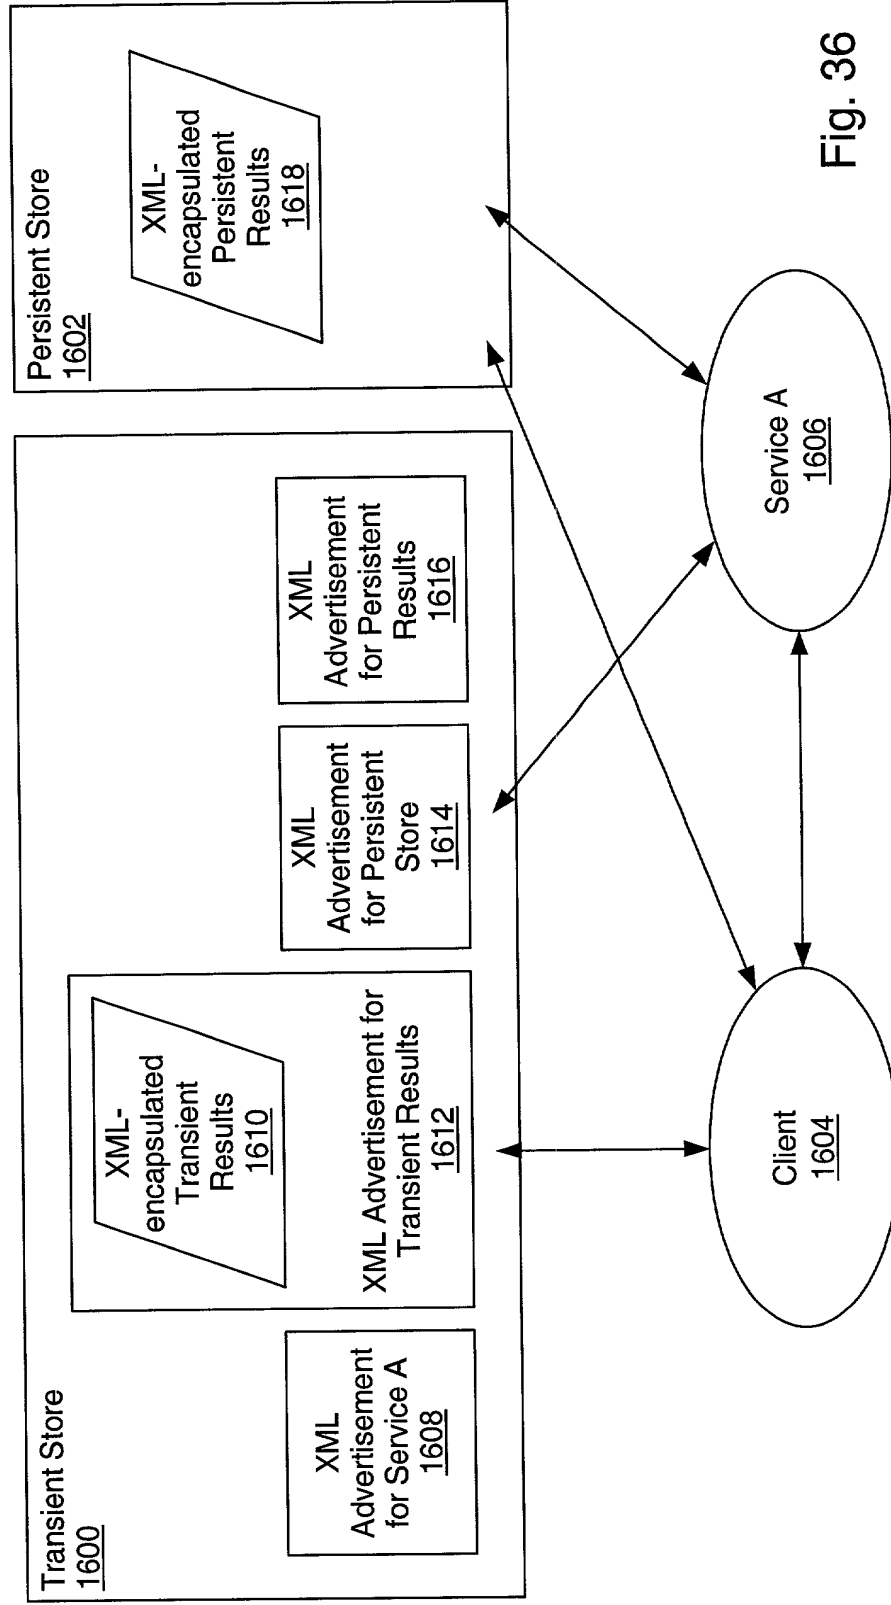 Transient Store
1600
XML
Advertisement
for Service A
1608
XML-
encapsulated
Transient
Results
1610
XML Advertisement for
Transient Results
1612
XML
Advertisement
for Persistent
Store
1614
XML
Advertisement
for Persistent
Results
1616
Persistent Store
1602
XML-
encapsulated
Persistent
Results
1618
Client
1604
Service A
1606
Fig. 36